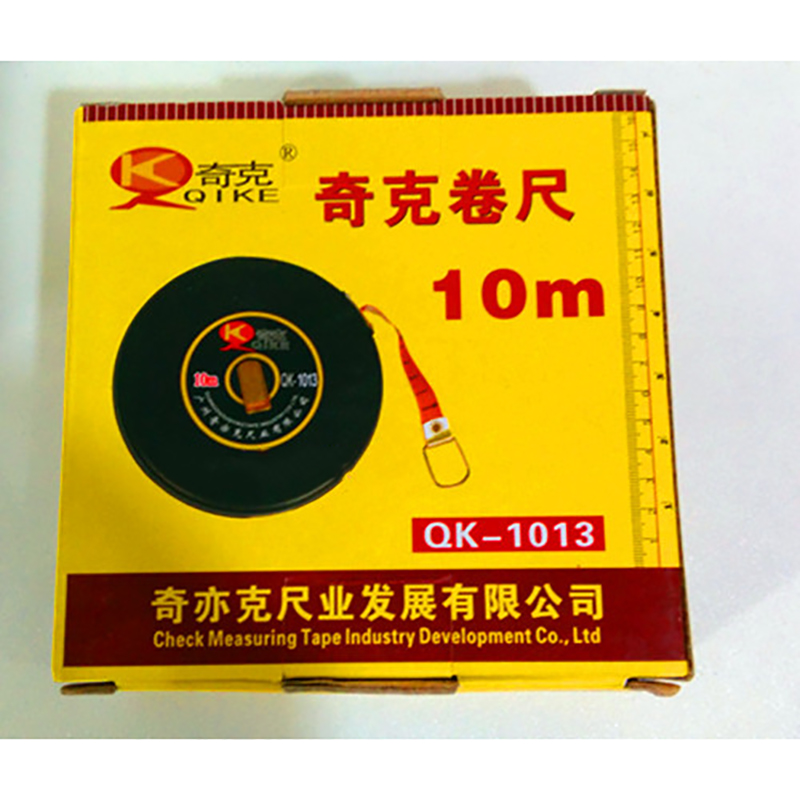 奇克®
QIKE
奇克卷尺
10m
QIKE
10m
QK-1013
QK-1013
奇亦克尺业发展有限公司
Check Measuring Tape Industry Development Co., Ltd